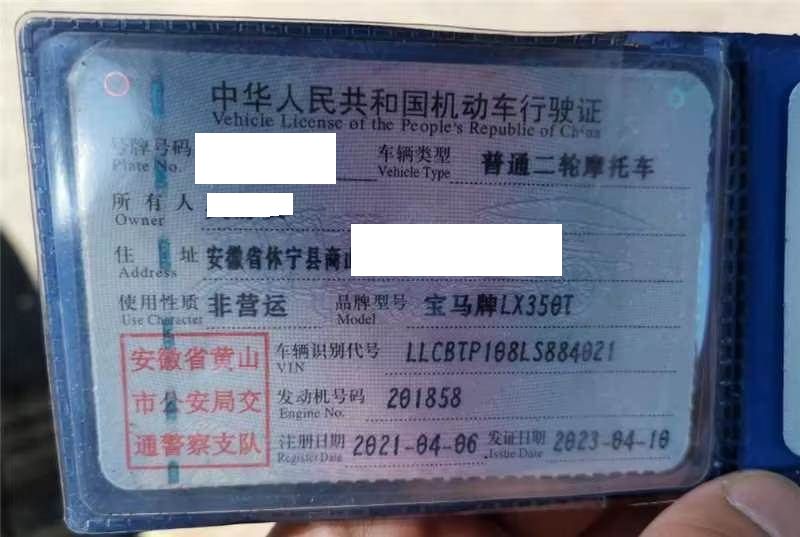 中华人民共和国机动车行驶证
Vehicle License of the People's Republic of China
号牌号码 车辆类型 普通二轮摩托车
Plate No. Vehicle Type
所有人
Owner
住址 安徽省休宁县商山
Address
使用性质 非营运 品牌型号 宝马牌LX350T
Use Character Model
安徽省黄山 车辆识别代号 LLCBTP108LS884021
VIN
市公安局交 发动机号码 201858
Engine No.
通警察支队 注册日期 2021-04-06 发证日期 2023-04-10
Register Date Issue Date